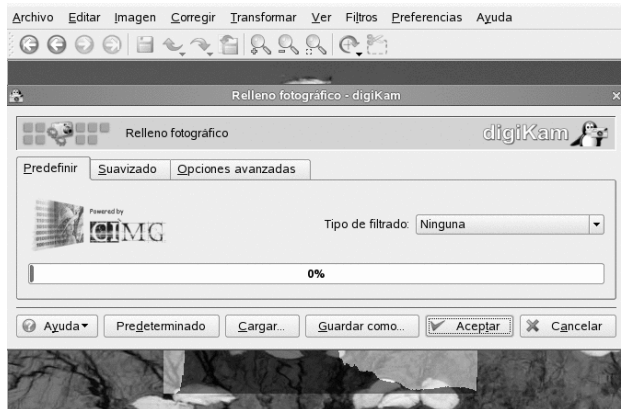 Archivo Editar Imagen Corregir Transformar Ver Filtros Preferencias Ayuda
Relleno fotográfico - digiKam
Relleno fotográfico
digiKam
Predefinir Suavizado Opciones avanzadas
Powered by
CIMG
Tipo de filtrado: Ninguna
0%
Ayuda Predeterminado Cargar... Guardar como... Aceptar Cancelar